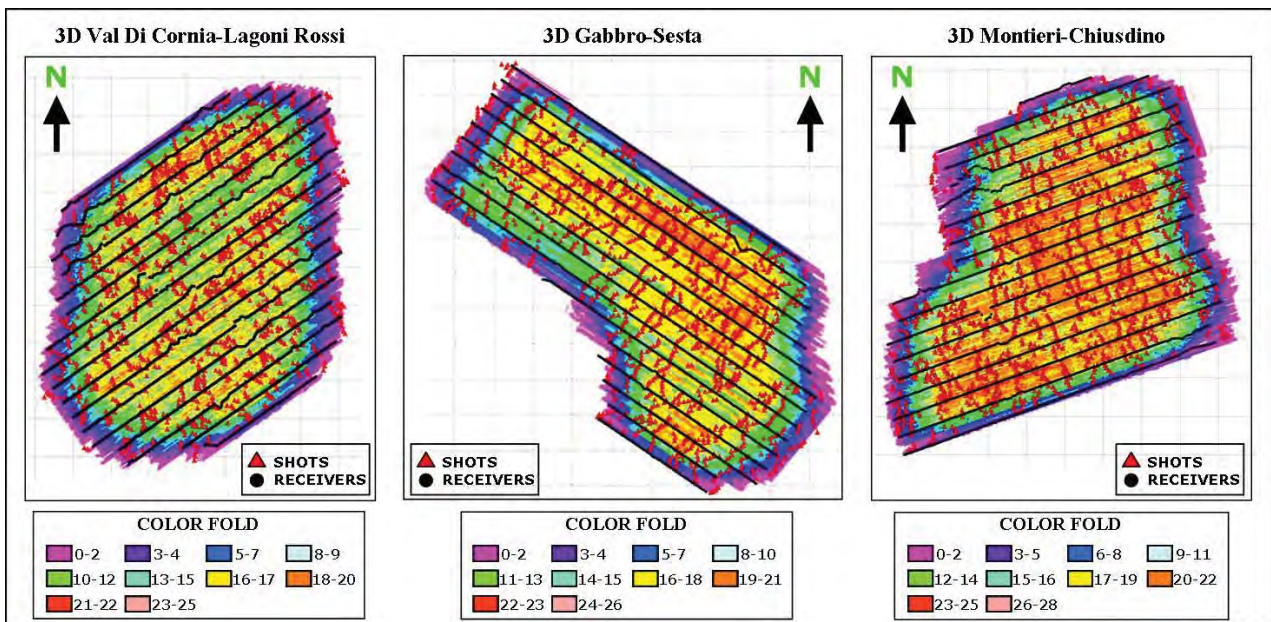 3D Val Di Cornia-Lagoni Rossi
N
SHOTS
RECEIVERS
COLOR FOLD
0-2 3-4 5-7 8-9
10-12 13-15 16-17 18-20
21-22 23-25
3D Gabbro-Sesta
N
SHOTS
RECEIVERS
COLOR FOLD
0-2 3-4 5-7 8-10
11-13 14-15 16-18 19-21
22-23 24-26
3D Montieri-Chiusdino
N
SHOTS
RECEIVERS
COLOR FOLD
0-2 3-5 6-8 9-11
12-14 15-16 17-19 20-22
23-25 26-28